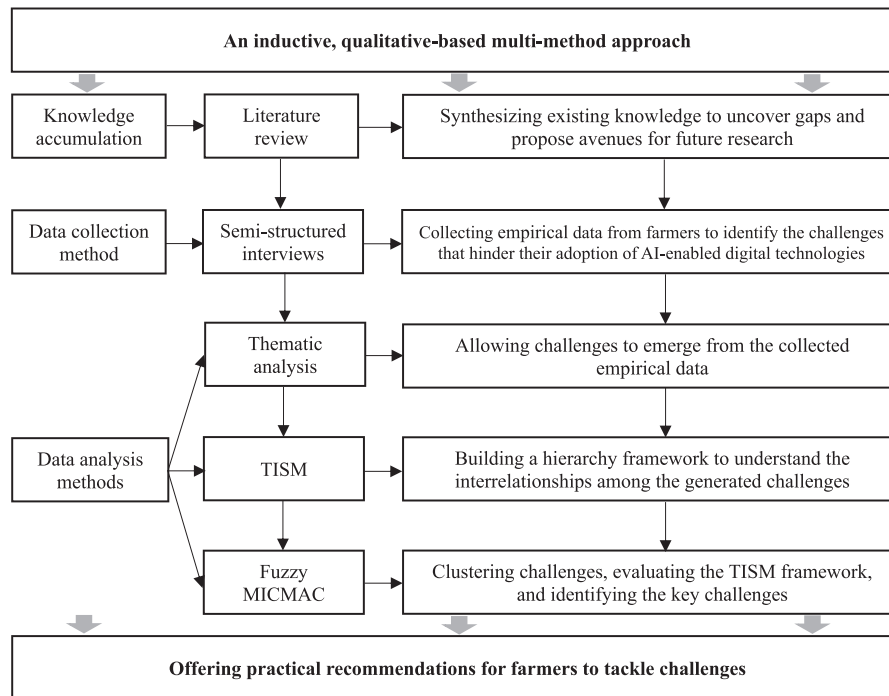 An inductive, qualitative-based multi-method approach
Knowledge
accumulation
Literature
review
Synthesizing existing knowledge to uncover gaps and
propose avenues for future research
Data collection
method
Semi-structured
interviews
Collecting empirical data from farmers to identify the challenges
that hinder their adoption of AI-enabled digital technologies
Thematic
analysis
Allowing challenges to emerge from the collected
empirical data
Data analysis
methods
TISM
Building a hierarchy framework to understand the
interrelationships among the generated challenges
Fuzzy
MICMAC
Clustering challenges, evaluating the TISM framework,
and identifying the key challenges
Offering practical recommendations for farmers to tackle challenges